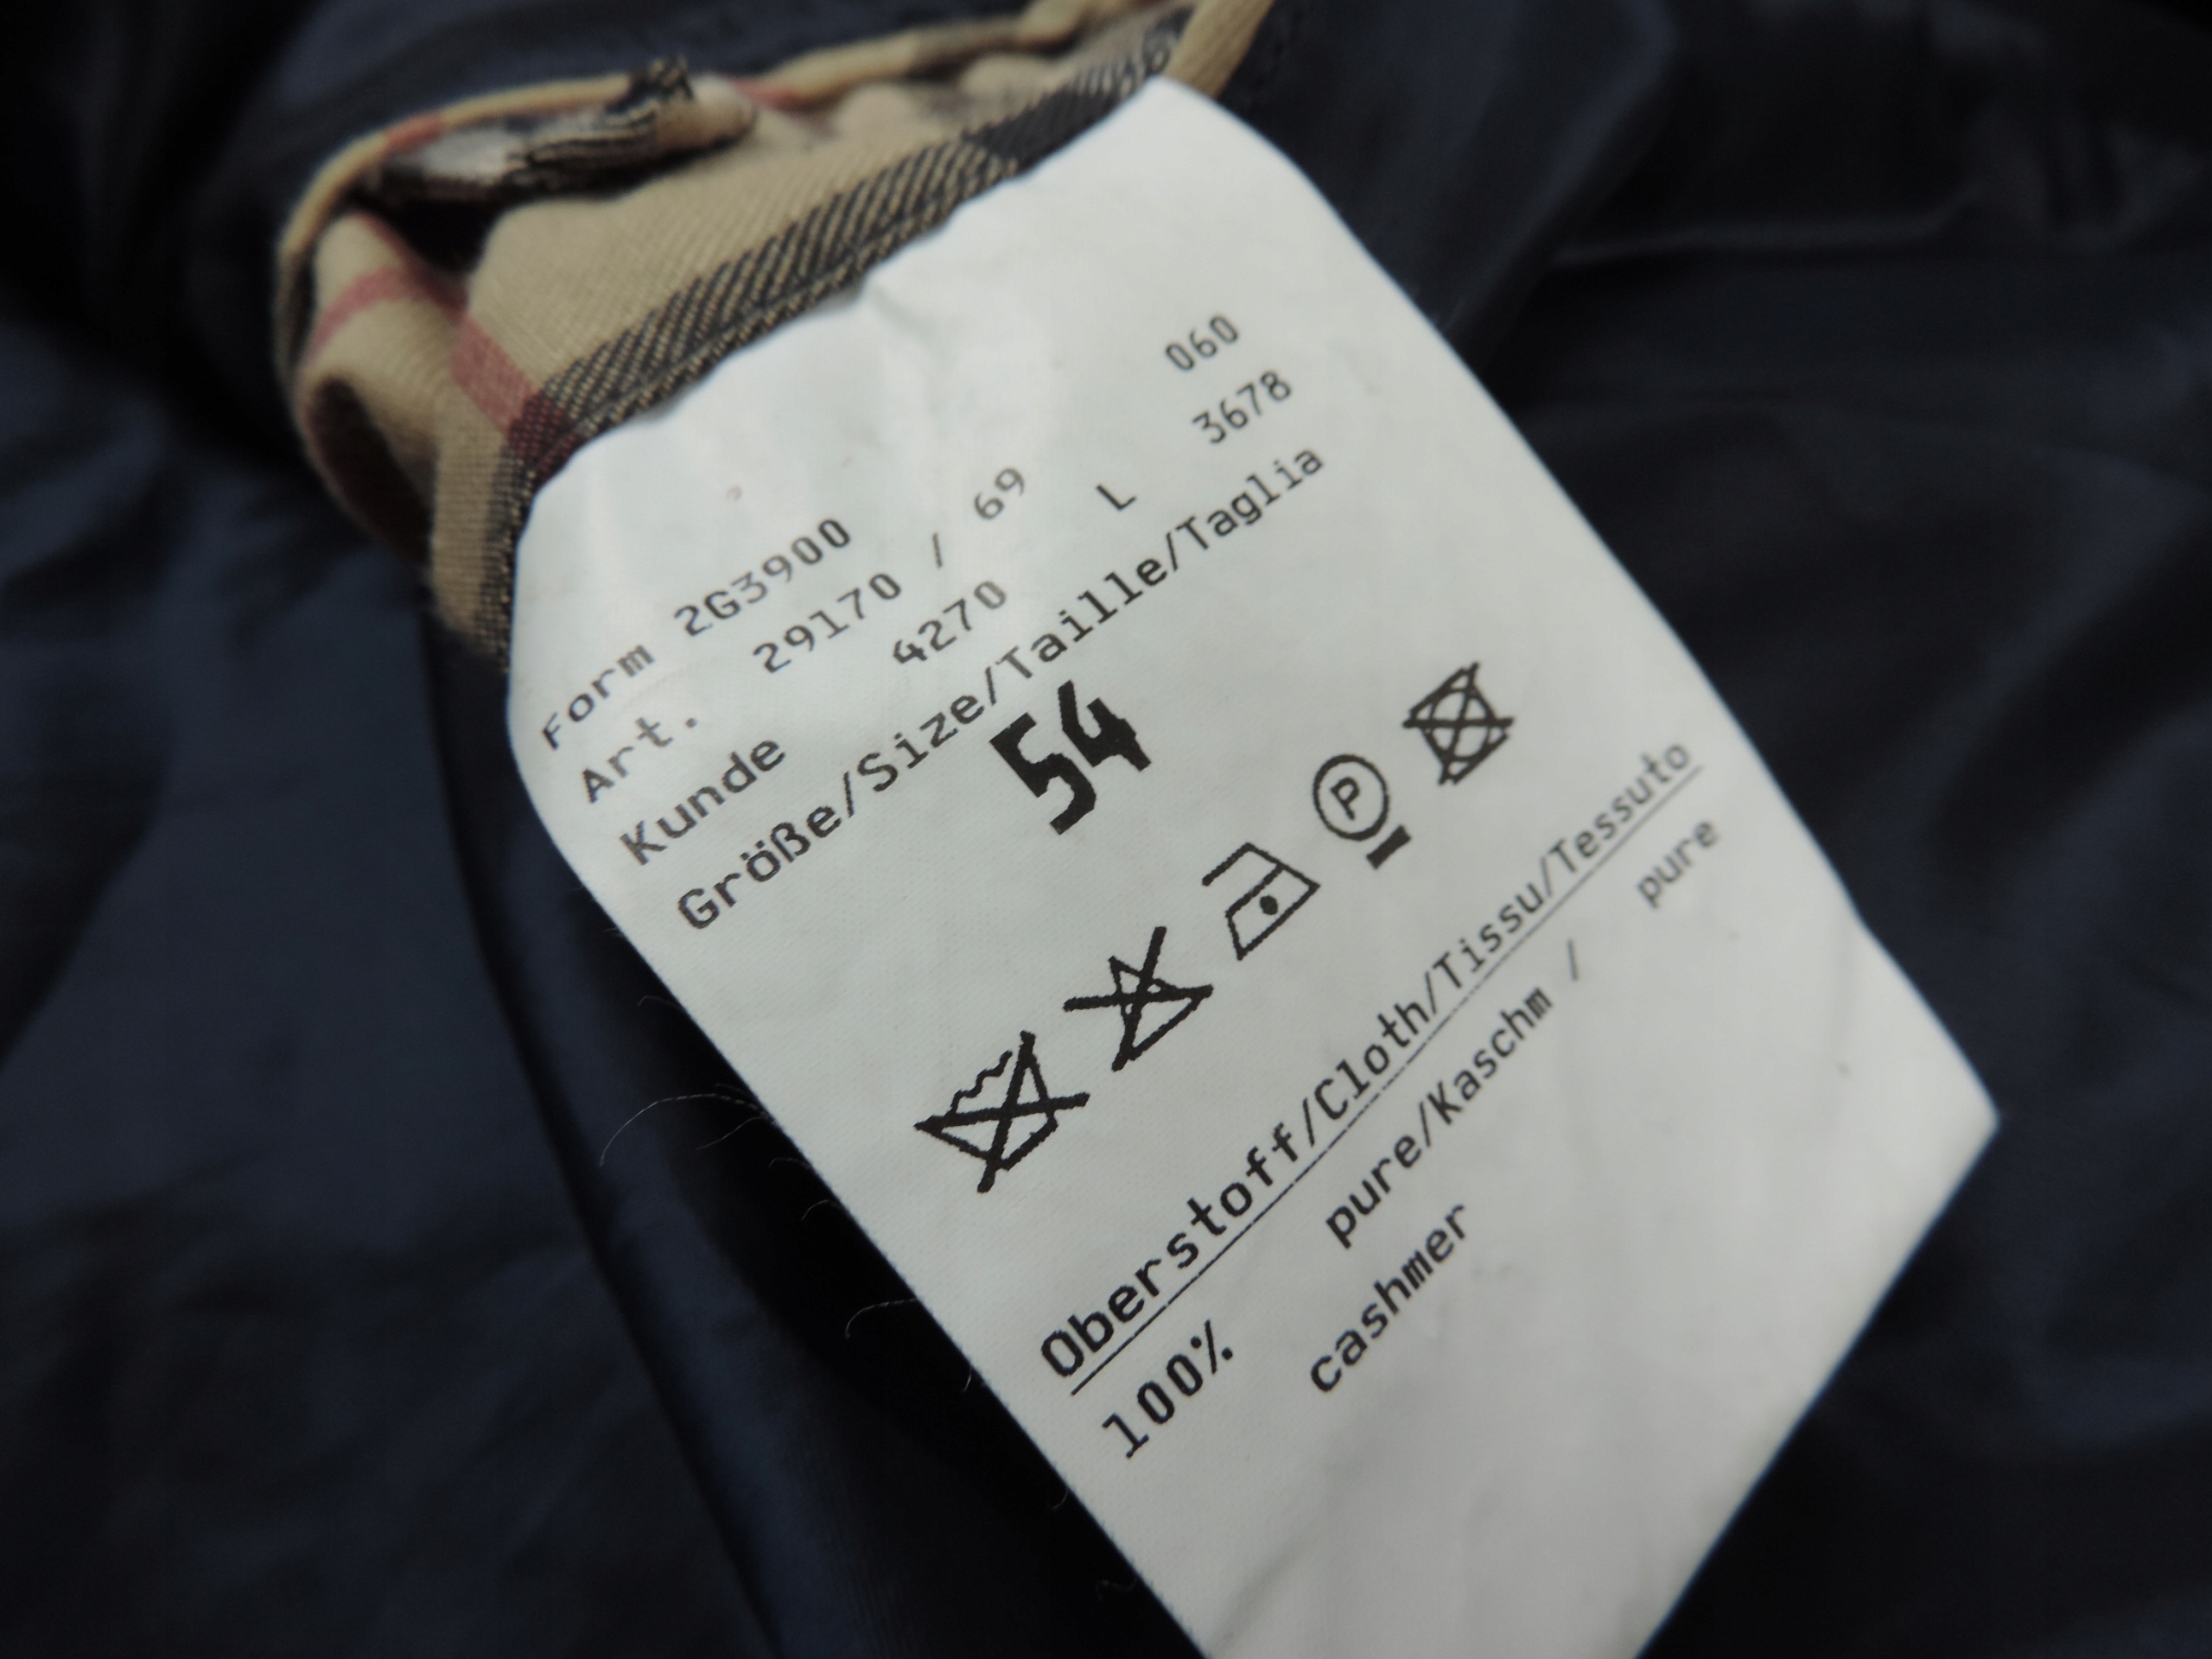 Form 2G3900 060
Art. 29170 / 69 3678
Kunde 4270 L
Größe/Size/Taille/Taglia
54
P
Oberstoff/Cloth/Tissu/Tessuto
100% pure/Kaschm / pure
cashmer